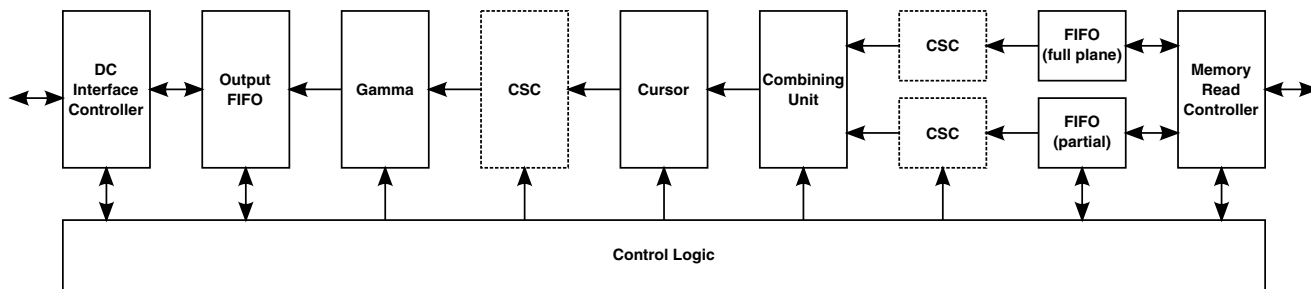 DC
Interface
Controller
Output
FIFO
Gamma
CSC
Cursor
Combining
Unit
CSC
CSC
FIFO
(full plane)
FIFO
(partial)
Memory
Read
Controller
Control Logic